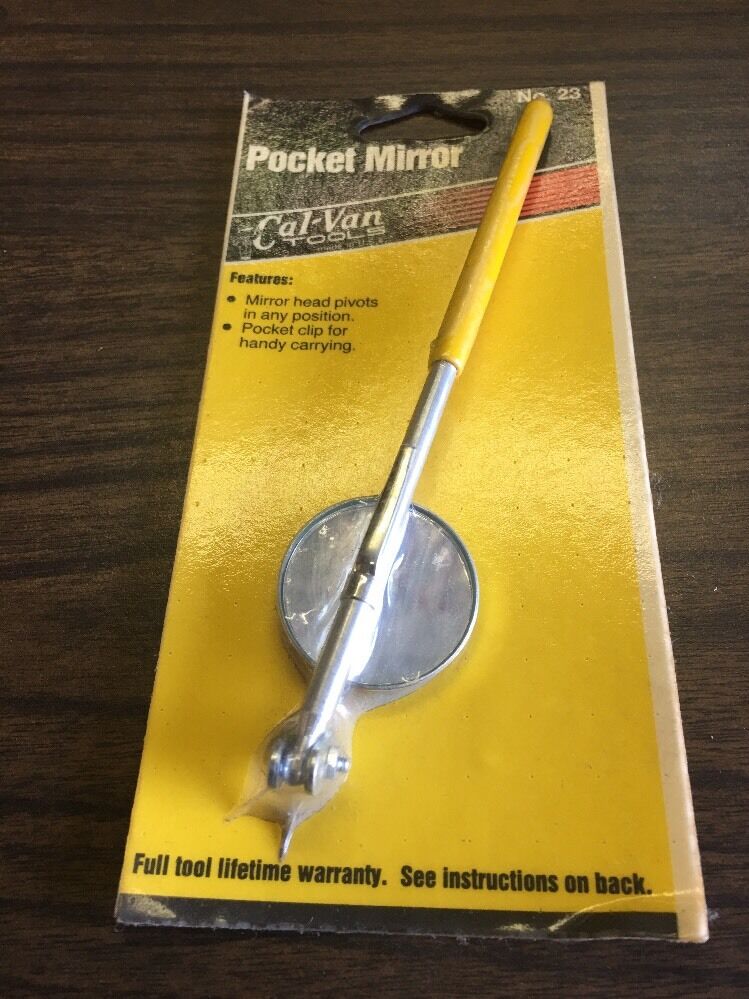 No. 23
Pocket Mirror
Cal-Van
TOOLS
Features:
• Mirror head pivots
in any position.
• Pocket clip for
handy carrying.
Full tool lifetime warranty. See instructions on back.